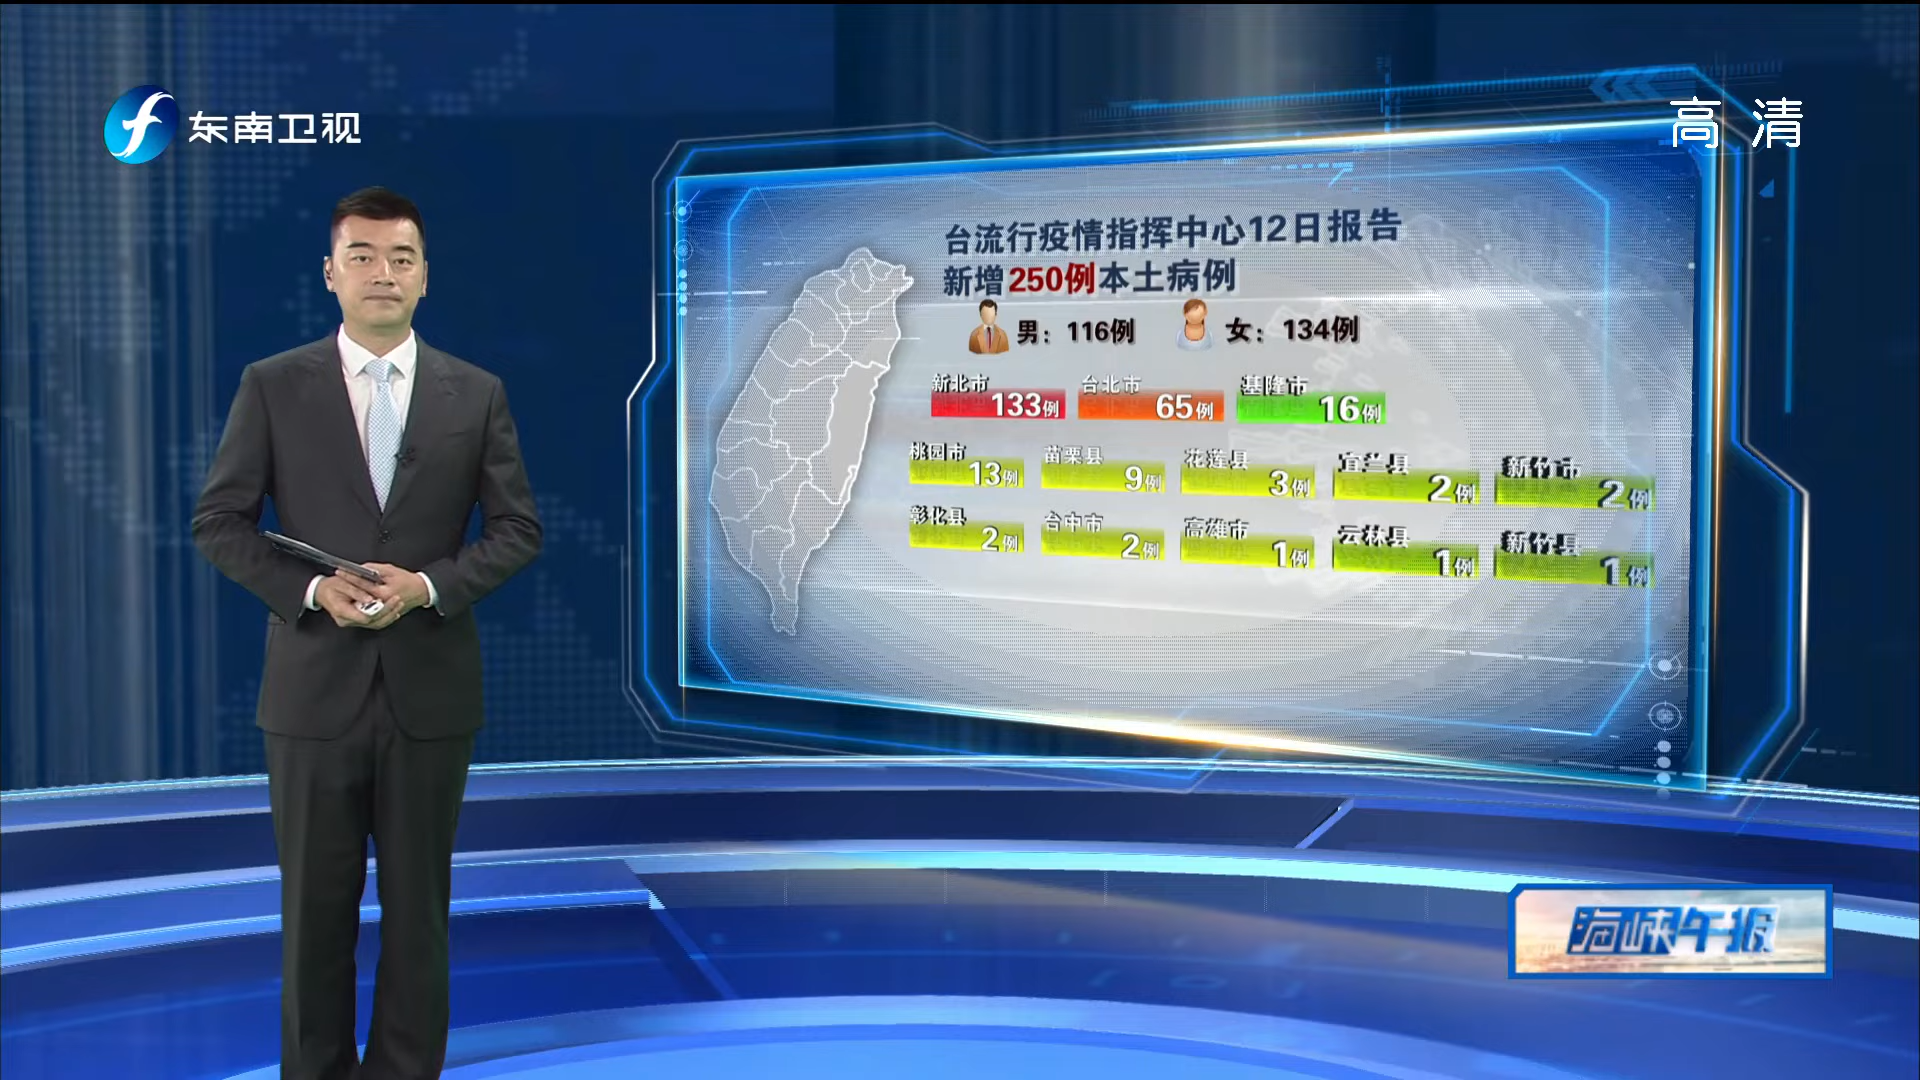 东南卫视
高清
台流行疫情指挥中心12日报告
新增250例本土病例
男：116例 女：134例
新北市 133例 台北市 65例 基隆市 16例
桃园市 13例 苗栗县 9例 花莲县 3例 宜兰县 2例 新竹市 2例
彰化县 2例 台中市 2例 高雄市 1例 云林县 1例 新竹县 1例
海峡午报